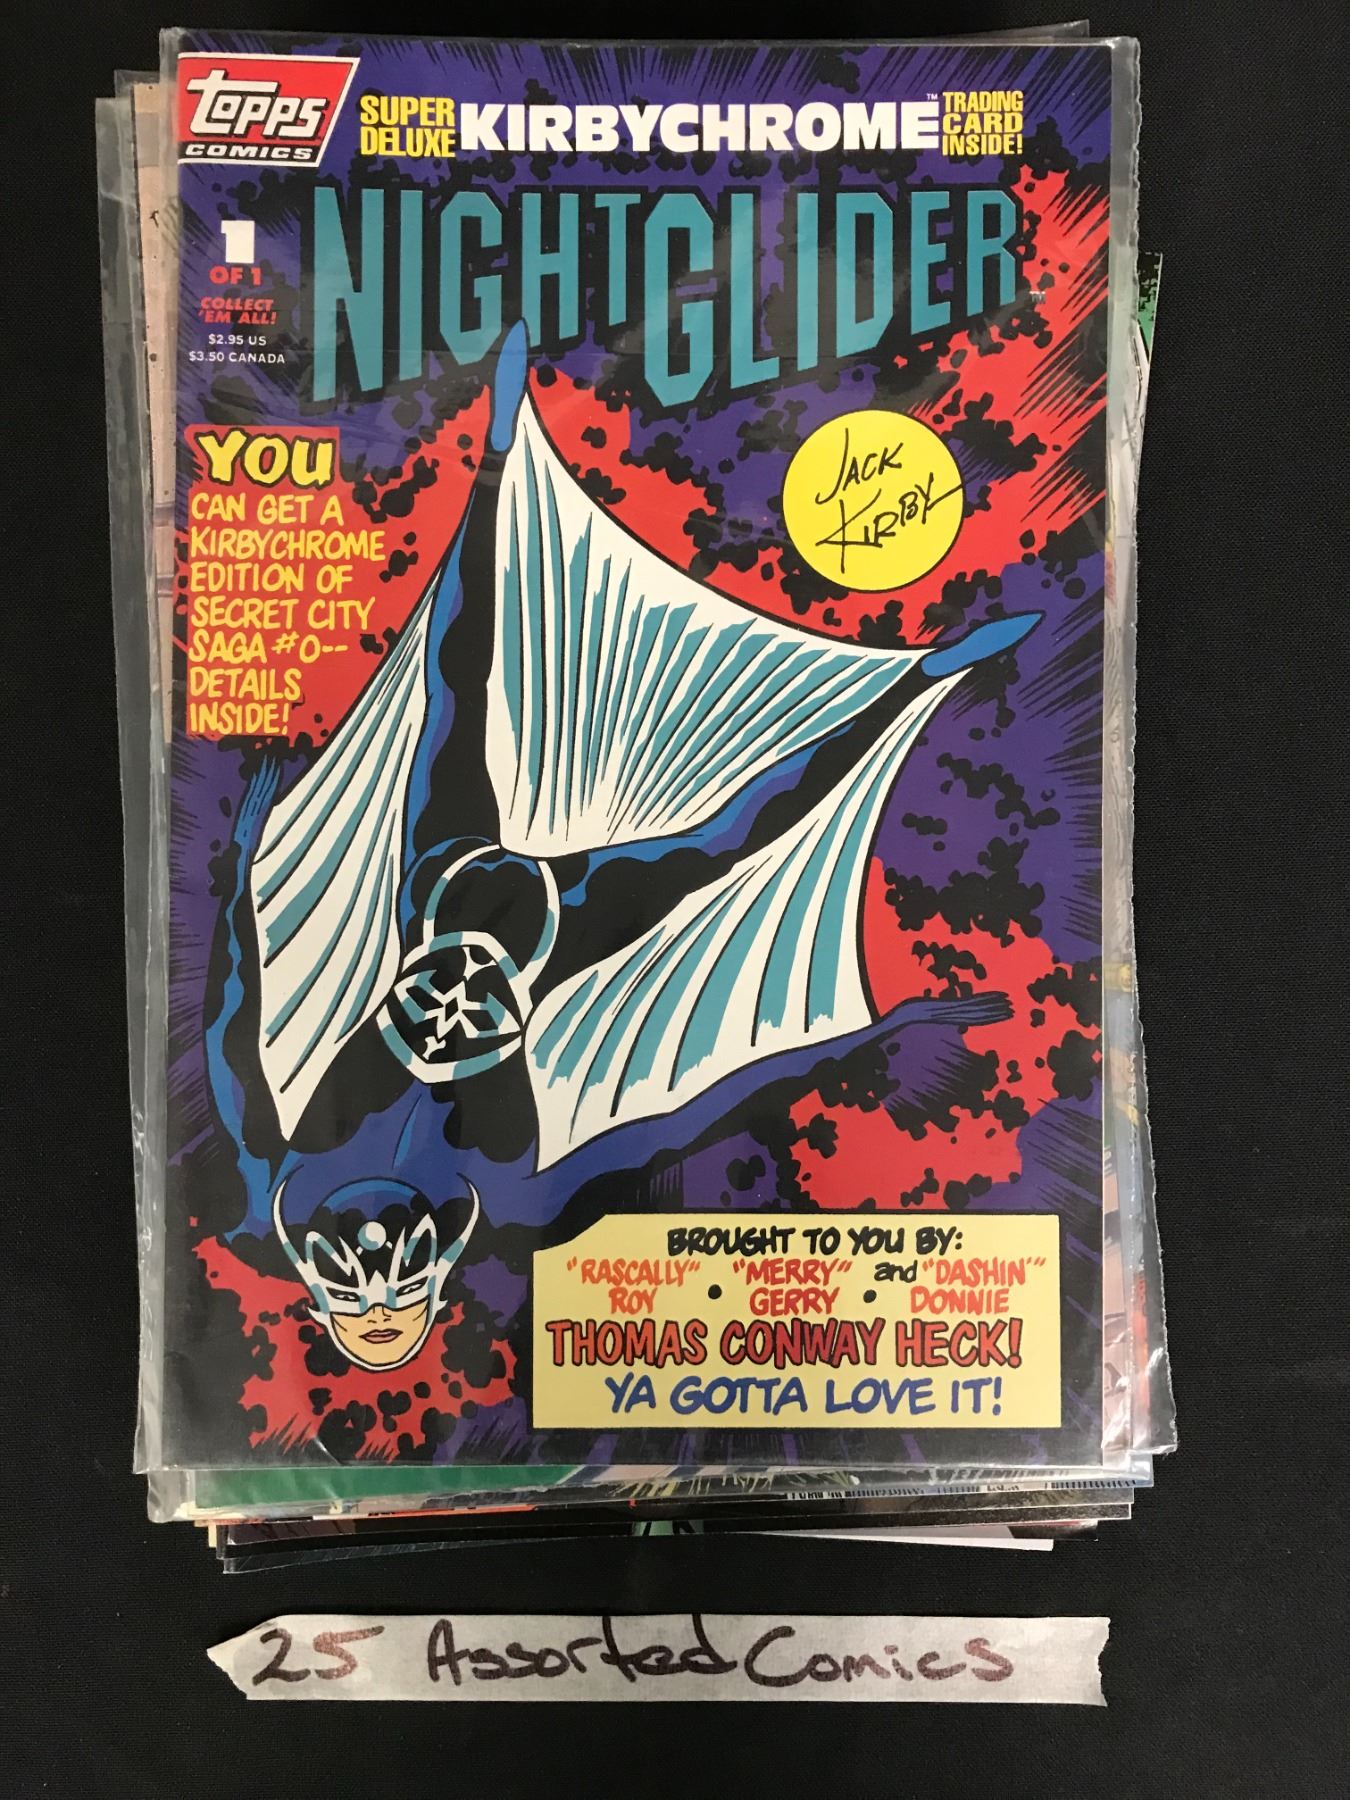 topps
COMICS
SUPER
DELUXE
KIRBYCHROME™
TRADING
CARD
INSIDE!
NIGHTGLIDER™
1
OF 1
COLLECT
'EM ALL!
$2.95 US
$3.50 CANADA
JACK
KIRBY
YOU
CAN GET A
KIRBYCHROME
EDITION OF
SECRET CITY
SAGA #0--
DETAILS
INSIDE!
BROUGHT TO YOU BY:
"RASCALLY" "MERRY" and "DASHIN'"
ROY • GERRY • DONNIE
THOMAS CONWAY HECK!
YA GOTTA LOVE IT!
25 Assorted Comics